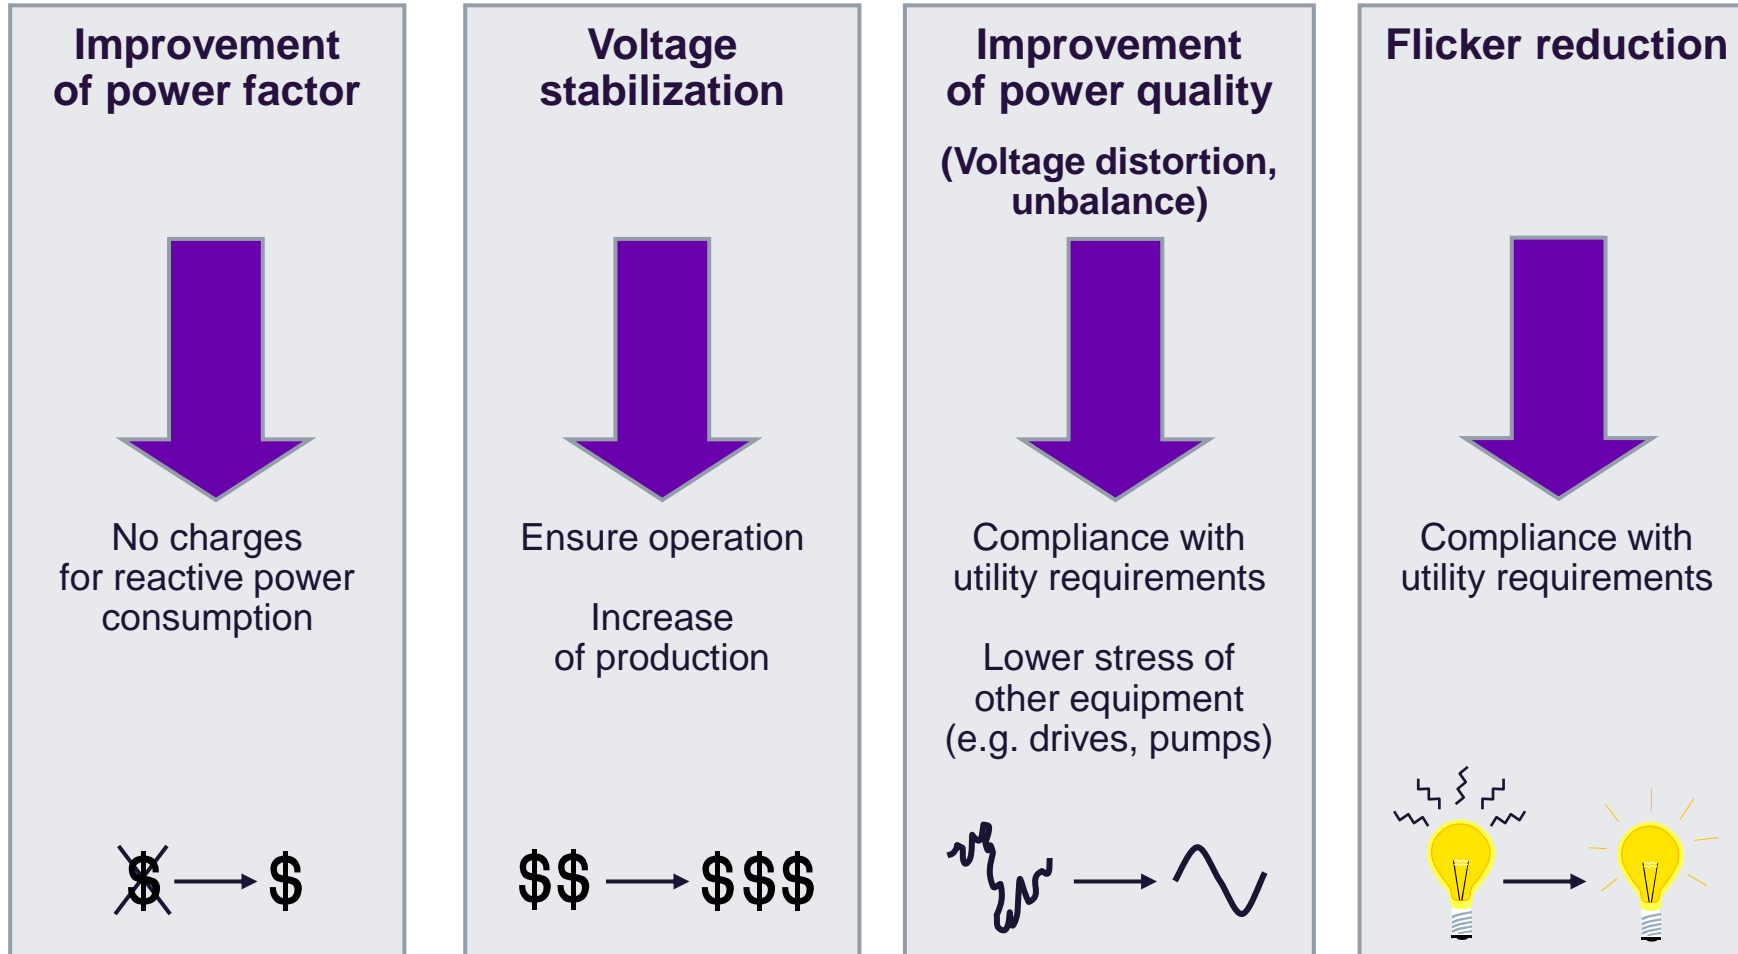 Improvement
of power factor
No charges
for reactive power
consumption
$ $
Voltage
stabilization
Ensure operation
Increase
of production
$$ $$$
Improvement
of power quality
(Voltage distortion,
unbalance)
Compliance with
utility requirements
Lower stress of
other equipment
(e.g. drives, pumps)
Flicker reduction
Compliance with
utility requirements